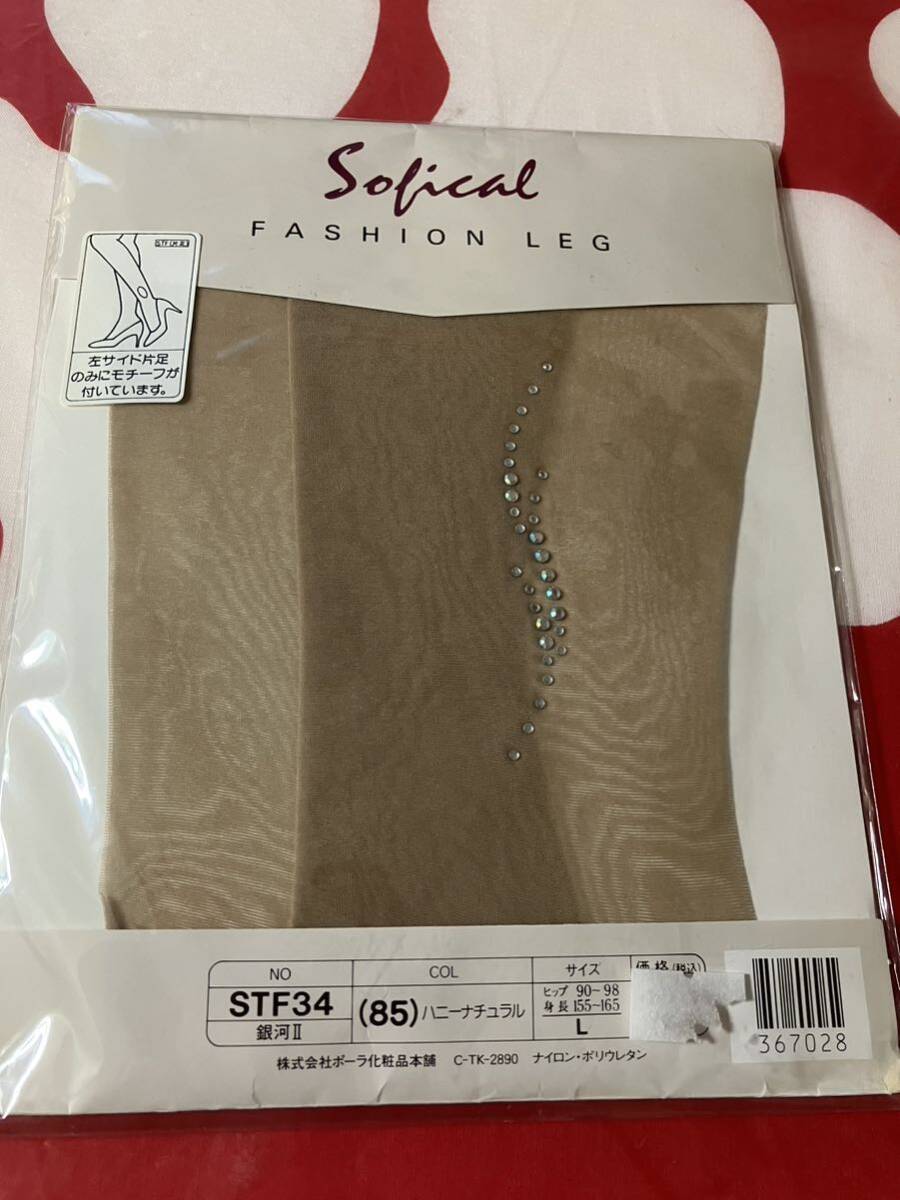 Sofical
FASHION LEG
左サイド片足
のみにモチーフが
付いています。
NO
STF34
銀河Ⅱ
COL
(85)ハニーナチュラル
サイズ
ヒップ 90~98
身長 155~165
L
価格(税込)
367028
株式会社ポーラ化粧品本舗 C-TK-2890 ナイロン・ポリウレタン